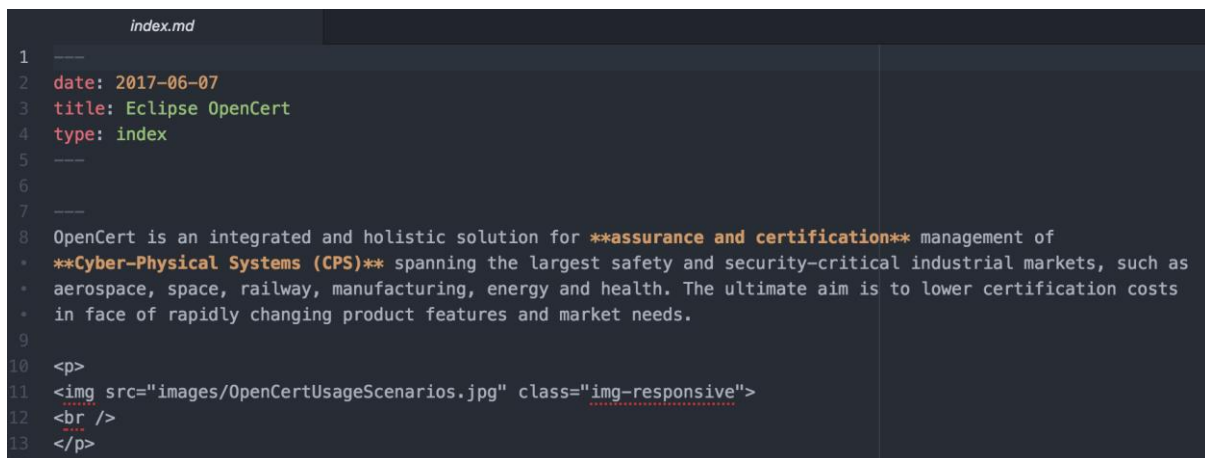 index.md
1 ---
2 date: 2017-06-07
3 title: Eclipse OpenCert
4 type: index
5 ---
6
7 ---
8 OpenCert is an integrated and holistic solution for **assurance and certification** management of
• **Cyber-Physical Systems (CPS)** spanning the largest safety and security-critical industrial markets, such as
• aerospace, space, railway, manufacturing, energy and health. The ultimate aim is to lower certification costs
• in face of rapidly changing product features and market needs.
9
10 <p>
11 <img src="images/OpenCertUsageScenarios.jpg" class="img-responsive">
12 <br />
13 </p>